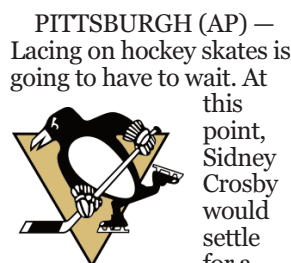 PITTSBURGH (AP) —
Lacing on hockey skates is
going to have to wait. At
this
point,
Sidney
Crosby
would
settle
for a